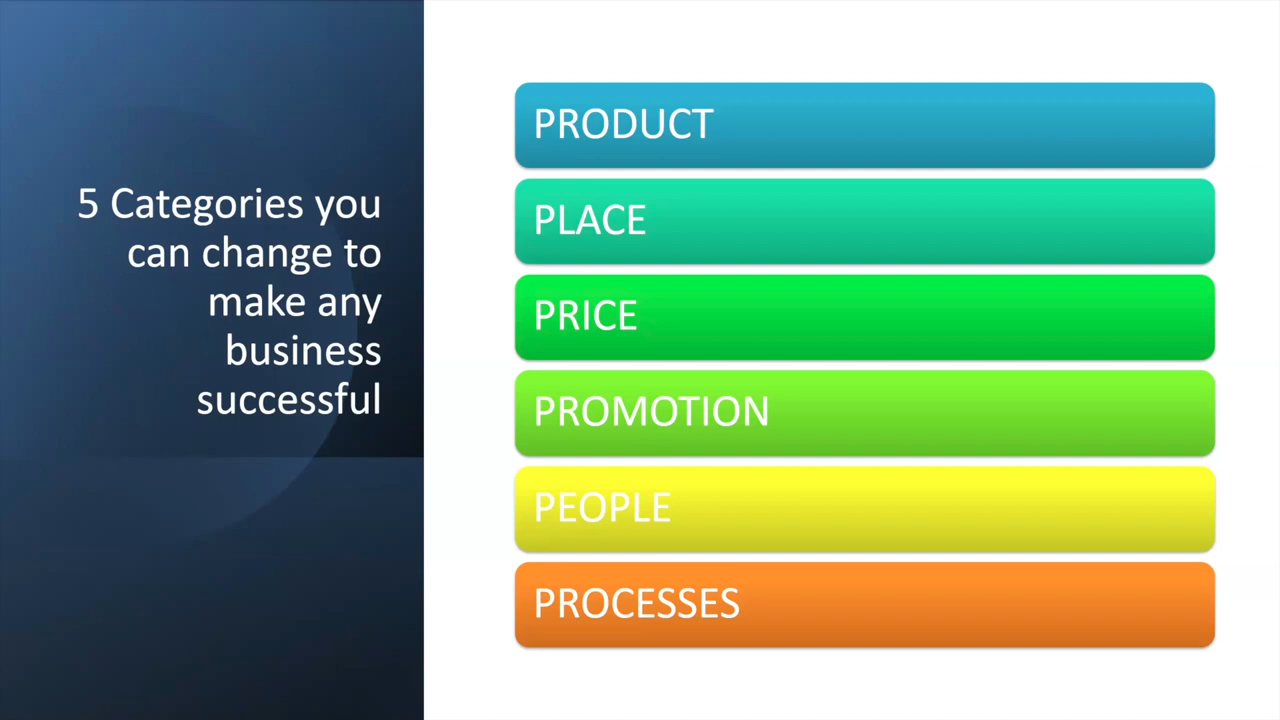 5 Categories you
can change to
make any
business
successful
PRODUCT
PLACE
PRICE
PROMOTION
PEOPLE
PROCESSES